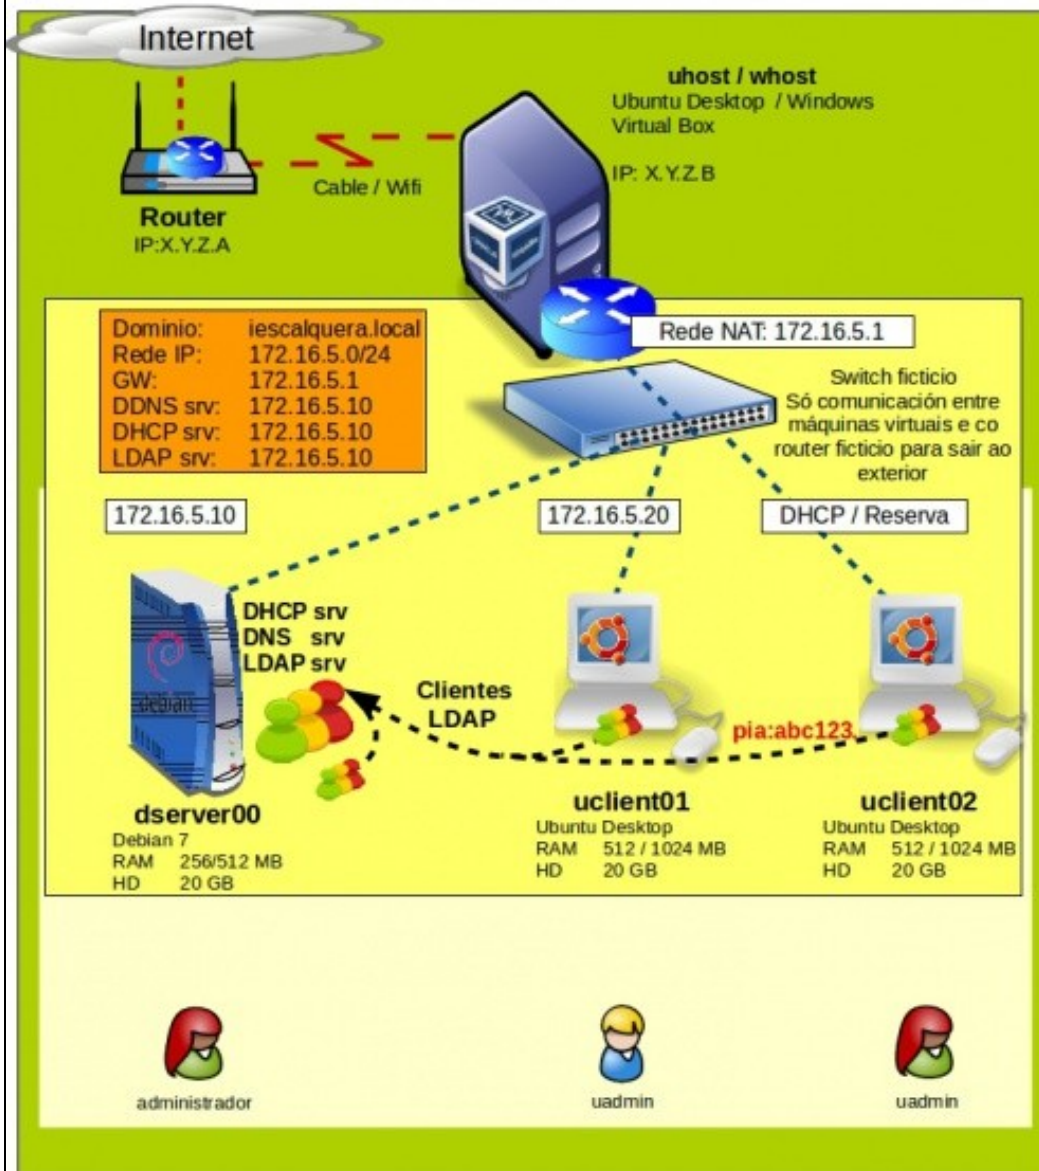 Internet
uhost / whost
Ubuntu Desktop / Windows
Virtual Box
IP: X.Y.Z.B
Cable / Wifi
Router
IP:X.Y.Z.A
Dominio: iescalquera.local
Rede IP: 172.16.5.0/24
GW: 172.16.5.1
DDNS srv: 172.16.5.10
DHCP srv: 172.16.5.10
LDAP srv: 172.16.5.10
Rede NAT: 172.16.5.1
Switch ficticio
Só comunicación entre
máquinas virtuais e co
router ficticio para sair ao
exterior
172.16.5.10
172.16.5.20
DHCP / Reserva
debian
DHCP srv
DNS srv
LDAP srv
Clientes
LDAP
pia:abc123
dserver00
Debian 7
RAM 256/512 MB
HD 20 GB
uclient01
Ubuntu Desktop
RAM 512 / 1024 MB
HD 20 GB
uclient02
Ubuntu Desktop
RAM 512 / 1024 MB
HD 20 GB
administrador
uadmin
uadmin